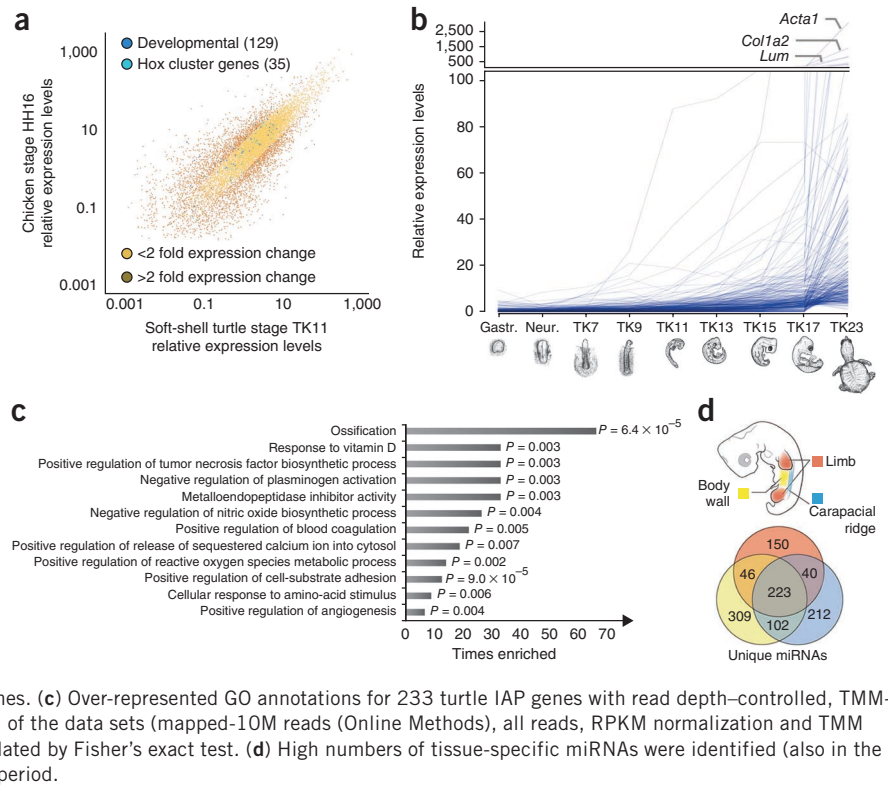 a
Chicken stage HH16
relative expression levels
1,000
10
0.1
0.001
Developmental (129)
Hox cluster genes (35)
<2 fold expression change
>2 fold expression change
0.001 0.1 10 1,000
Soft-shell turtle stage TK11
relative expression levels
b
Relative expression levels
2,500
1,500
500
100
80
60
40
20
0
Acta1
Col1a2
Lum
Gastr. Neur. TK7 TK9 TK11 TK13 TK15 TK17 TK23
c
Ossification P = 6.4 × 10−5
Response to vitamin D P = 0.003
Positive regulation of tumor necrosis factor biosynthetic process P = 0.003
Negative regulation of plasminogen activation P = 0.003
Metalloendopeptidase inhibitor activity P = 0.003
Negative regulation of nitric oxide biosynthetic process P = 0.004
Positive regulation of blood coagulation P = 0.005
Positive regulation of release of sequestered calcium ion into cytosol P = 0.007
Positive regulation of reactive oxygen species metabolic process P = 0.002
Positive regulation of cell-substrate adhesion P = 9.0 × 10−5
Cellular response to amino-acid stimulus P = 0.006
Positive regulation of angiogenesis P = 0.004
0 10 20 30 40 50 60 70
Times enriched
d
Limb
Body
wall
Carapacial
ridge
150
46 40
223
309 212
102
Unique miRNAs
nes. (c) Over-represented GO annotations for 233 turtle IAP genes with read depth–controlled, TMM-
of the data sets (mapped-10M reads (Online Methods), all reads, RPKM normalization and TMM
lated by Fisher's exact test. (d) High numbers of tissue-specific miRNAs were identified (also in the
period.